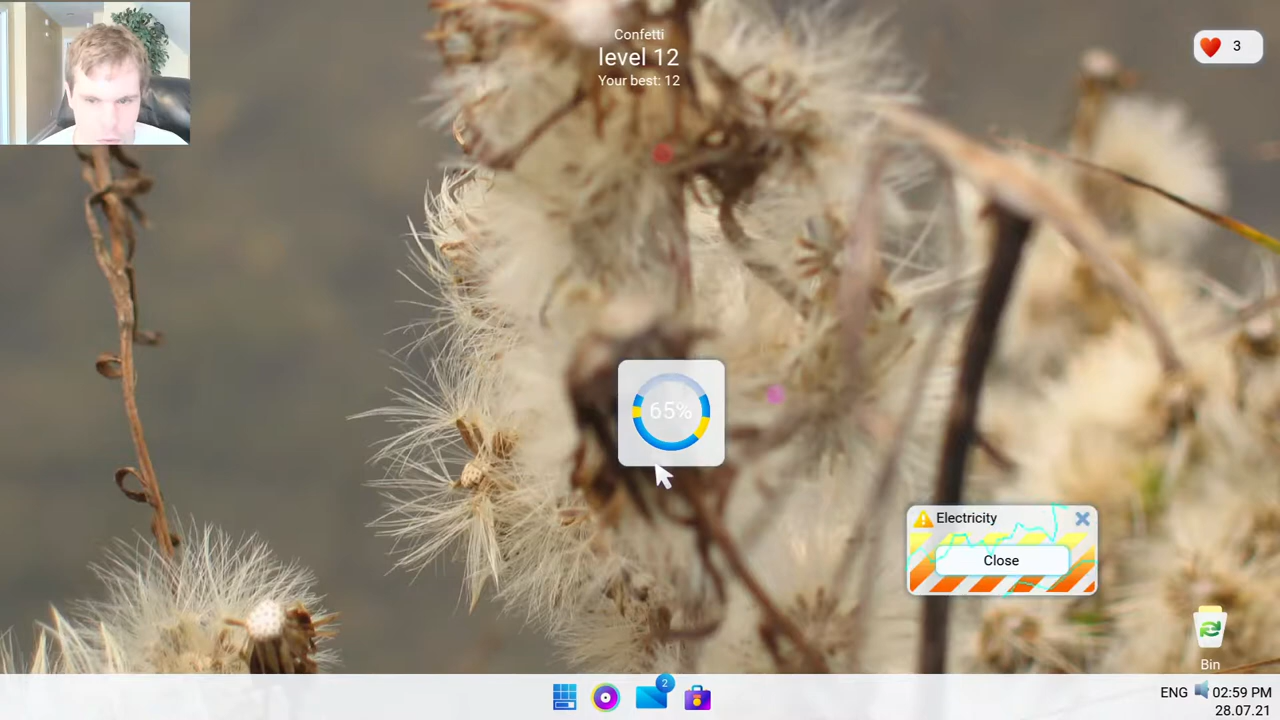 Confetti
level 12
Your best: 12
3
65%
Electricity
Close
Bin
2
ENG 02:59 PM
28.07.21